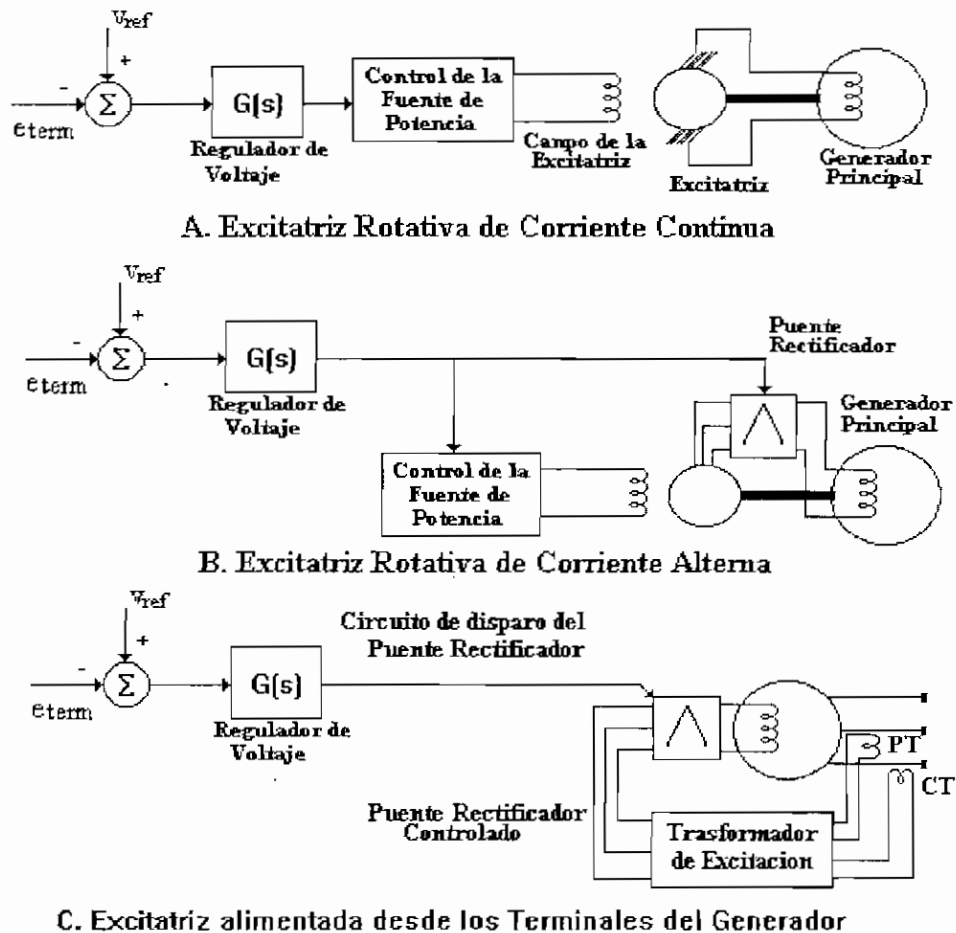 Vref
+
-
eterm
Σ
G(s)
Regulador de
Voltaje
Control de la
Fuente de
Potencia
Campo de la
Excitatriz
Excitatriz
Generador
Principal
A. Excitatriz Rotativa de Corriente Continua
Vref
+
-
eterm
Σ
G(s)
Regulador de
Voltaje
Control de la
Fuente de
Potencia
Puente
Rectificador
Generador
Principal
B. Excitatriz Rotativa de Corriente Alterna
Vref
+
-
eterm
Σ
G(s)
Regulador de
Voltaje
Circuito de disparo del
Puente Rectificador
Puente Rectificador
Controlado
Trasformador
de Excitacion
PT
CT
C. Excitatriz alimentada desde los Terminales del Generador